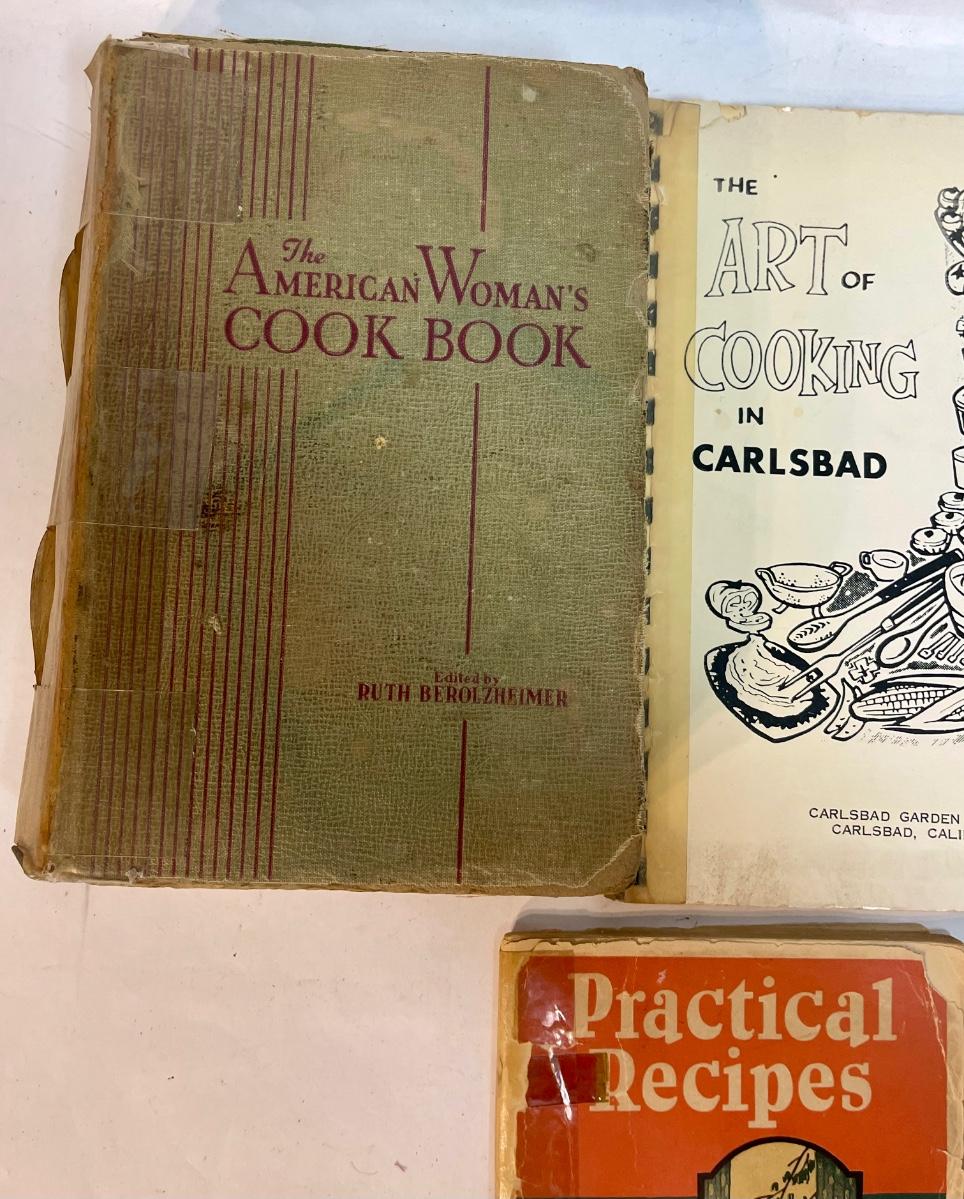 The
AMERICAN WOMAN'S
COOK BOOK
Edited by
RUTH BEROLZHEIMER
THE
ART OF
COOKING
IN
CARLSBAD
CARLSBAD GARDEN
CARLSBAD, CALI
Practical
Recipes